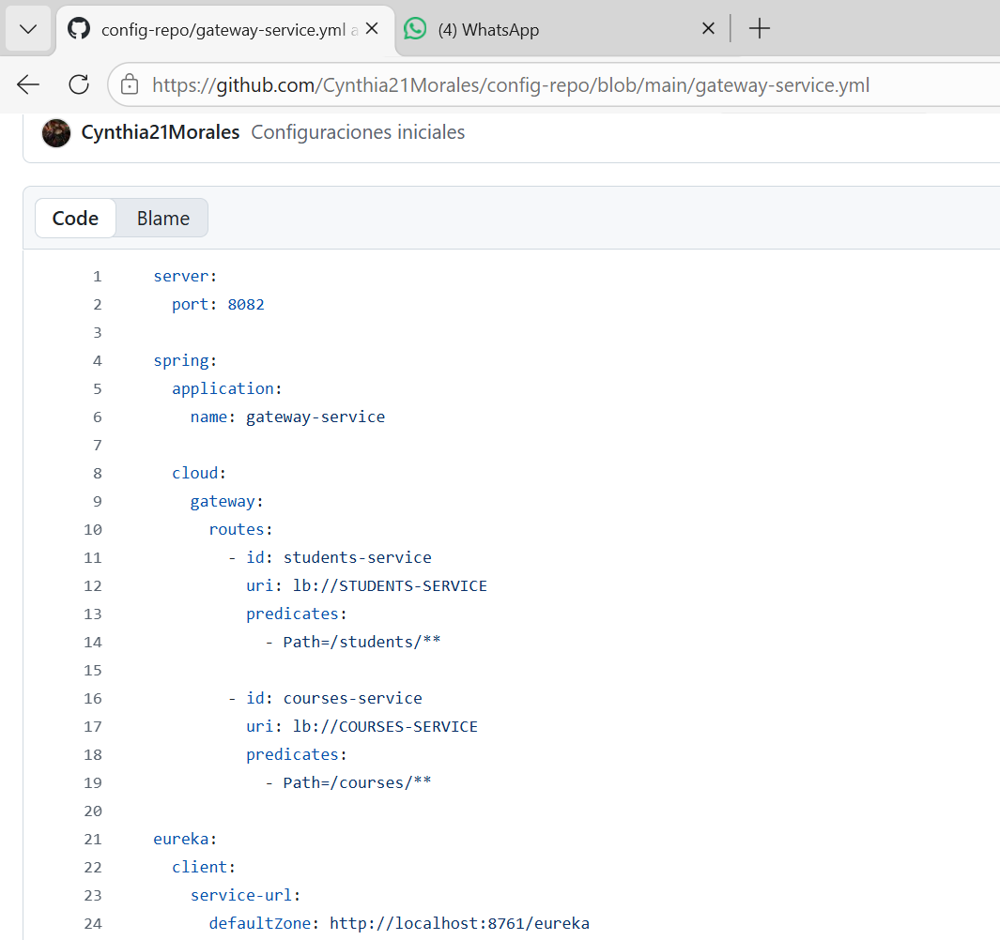 config-repo/gateway-service.yml a
(4) WhatsApp
https://github.com/Cynthia21Morales/config-repo/blob/main/gateway-service.yml
Cynthia21Morales Configuraciones iniciales
Code Blame
1 server:
2   port: 8082
3
4 spring:
5   application:
6     name: gateway-service
7
8   cloud:
9     gateway:
10       routes:
11         - id: students-service
12           uri: lb://STUDENTS-SERVICE
13           predicates:
14             - Path=/students/**
15
16         - id: courses-service
17           uri: lb://COURSES-SERVICE
18           predicates:
19             - Path=/courses/**
20
21 eureka:
22   client:
23     service-url:
24       defaultZone: http://localhost:8761/eureka